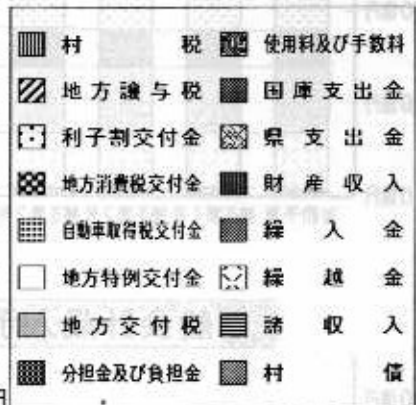 村税 使用料及び手数料
地方譲与税 国庫支出金
利子割交付金 県支出金
地方消費税交付金 財産収入
自動車取得税交付金 繰入金
地方特例交付金 繰越金
地方交付税 諸収入
分担金及び負担金 村債
円